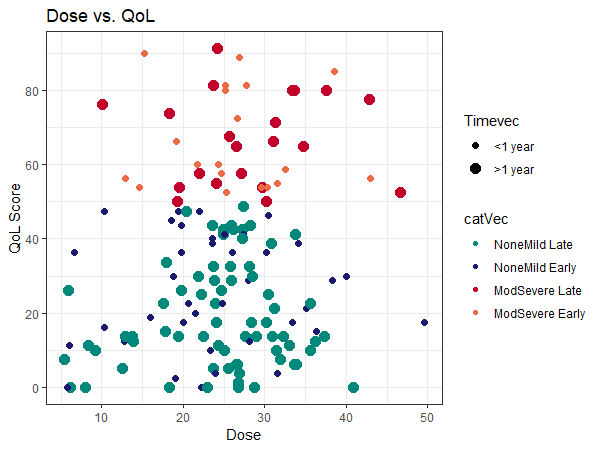 Dose vs. QoL
80
60
40
20
0
QoL Score
10
20
30
40
50
Dose
Timevec
<1 year
>1 year
catVec
NoneMild Late
NoneMild Early
ModSevere Late
ModSevere Early